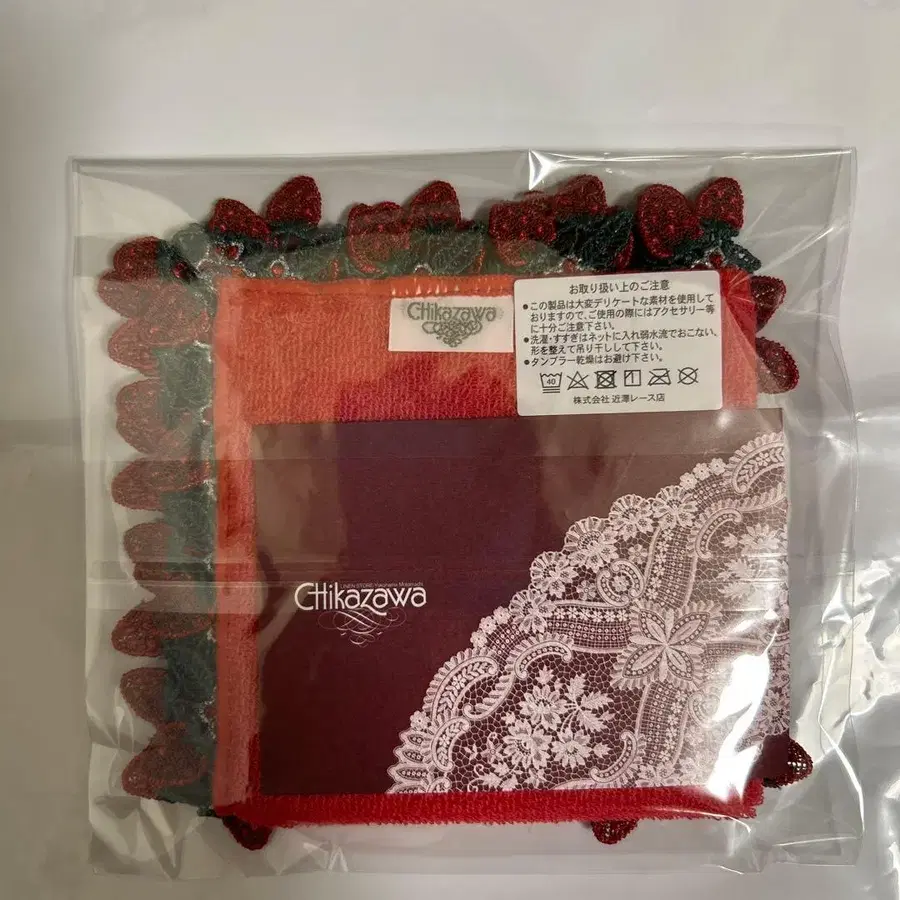 CHikazawa
お取り扱い上のご注意
●この製品は大変デリケートな素材を使用して
おりますので、ご使用の際にはアクセサリー等
に十分ご注意下さい。
●洗濯・すすぎはネットに入れ弱水流でおこない、
形を整えて吊り干しして下さい。
●タンブラー乾燥はお避け下さい。
40
株式会社 近澤レース店
LINEN STORE Yokohama Motomachi
CHikazawa